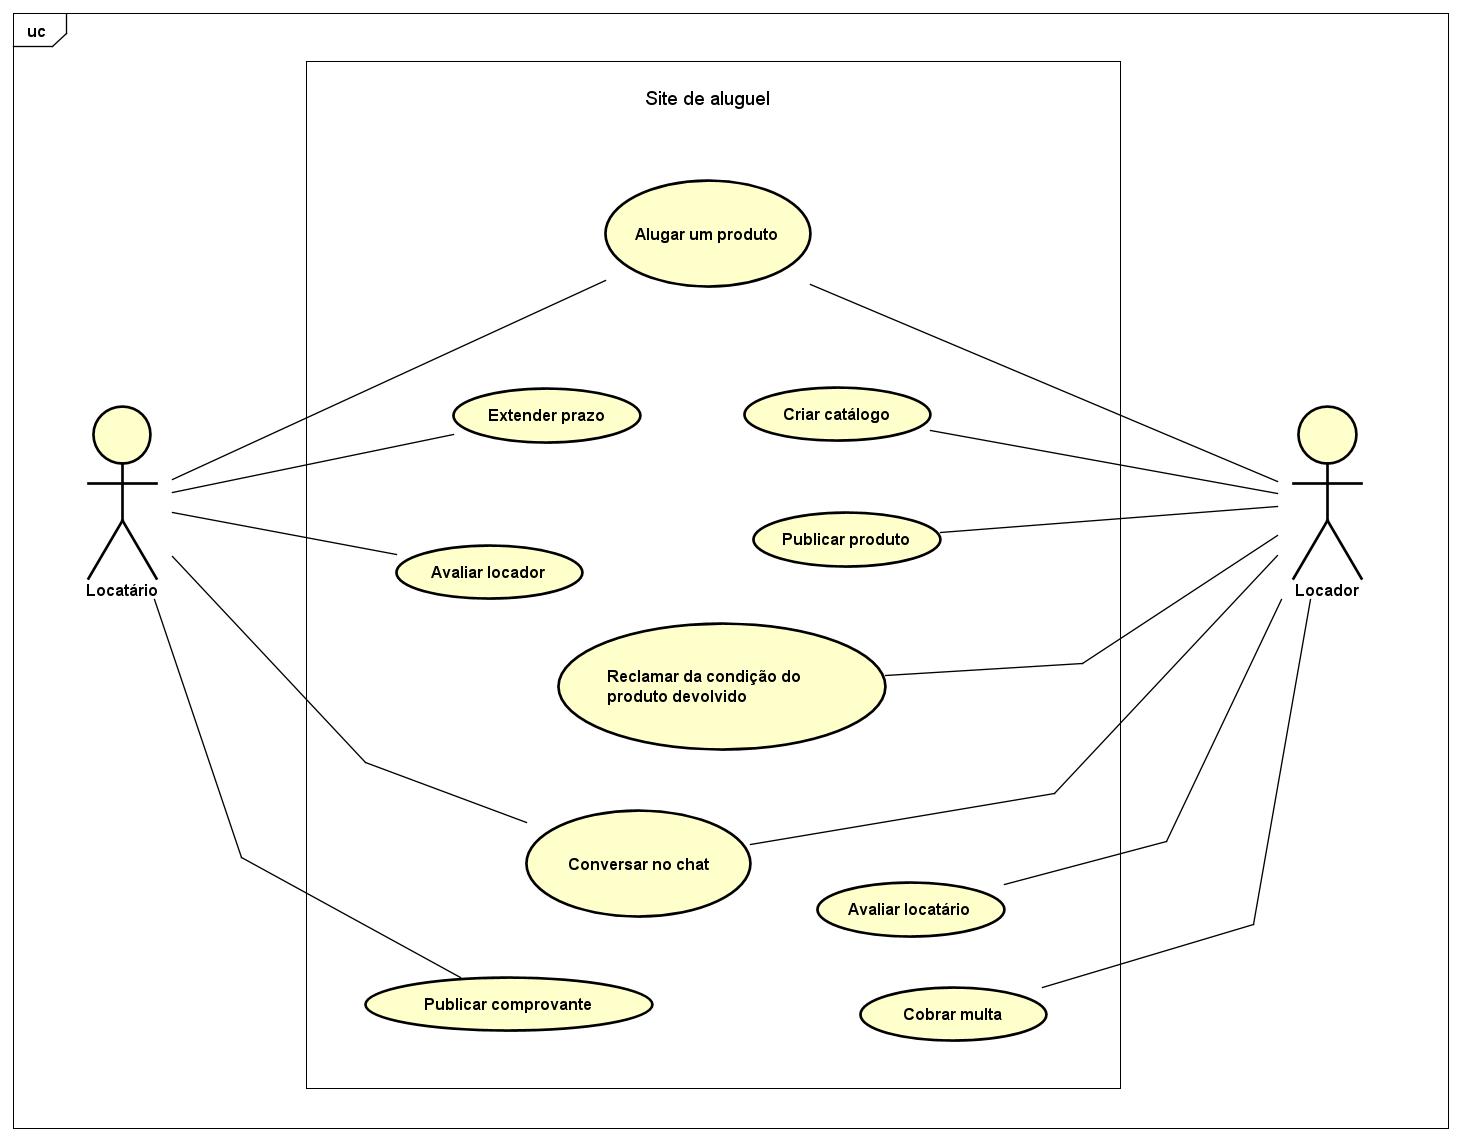 uc
Site de aluguel
Alugar um produto
Extender prazo
Criar catálogo
Publicar produto
Avaliar locador
Locatário
Locador
Reclamar da condição do
produto devolvido
Conversar no chat
Avaliar locatário
Publicar comprovante
Cobrar multa